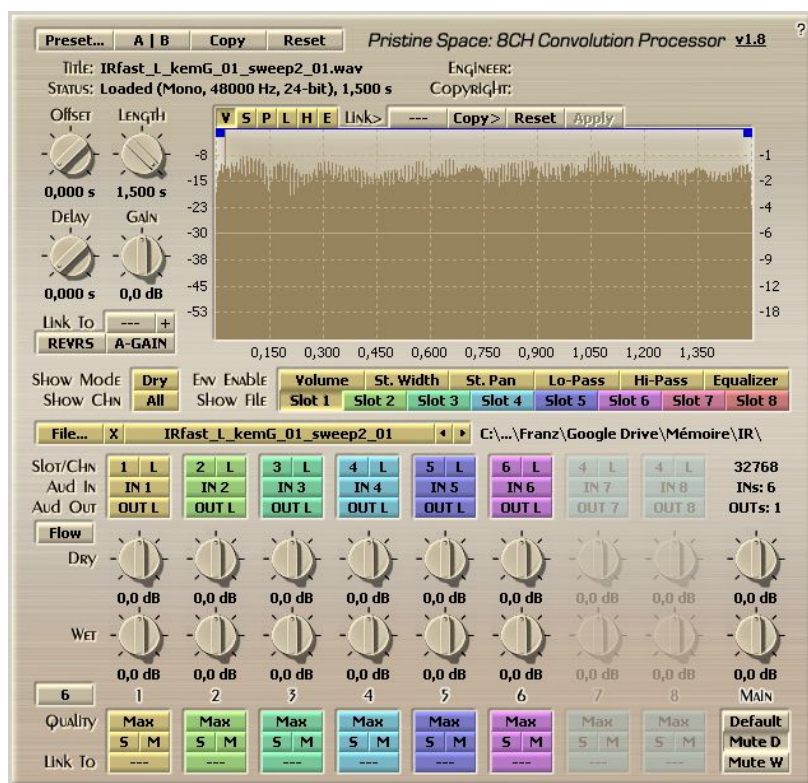 ?
Preset... A | B Copy Reset Pristine Space: 8CH Convolution Processor v1.8
Title: IRfast_L_kemG_01_sweep2_01.wav Engineer:
Status: Loaded (Mono, 48000 Hz, 24-bit), 1,500 s Copyright:
Offset Length V S P L H E Link> --- Copy> Reset Apply
-8 -1
0,000 s 1,500 s -15 -2
Delay Gain -23 -4
-30 -6
-38 -9
0,000 s 0,0 dB -45 -12
Link To --- + -53 -18
REVRS A-GAIN
0,150 0,300 0,450 0,600 0,750 0,900 1,050 1,200 1,350
Show Mode Dry Env Enable Volume St. Width St. Pan Lo-Pass Hi-Pass Equalizer
Show Chn All Show File Slot 1 Slot 2 Slot 3 Slot 4 Slot 5 Slot 6 Slot 7 Slot 8
File... X IRfast_L_kemG_01_sweep2_01 C:\...\Franz\Google Drive\Mémoire\IR\
Slot/Chn 1 L 2 L 3 L 4 L 5 L 6 L 4 L 4 L 32768
Aud In IN 1 IN 2 IN 3 IN 4 IN 5 IN 6 IN 7 IN 8 INs: 6
Aud Out OUT L OUT L OUT L OUT L OUT L OUT L OUT 7 OUT 8 OUTs: 1
Flow
Dry
0,0 dB 0,0 dB 0,0 dB 0,0 dB 0,0 dB 0,0 dB 0,0 dB 0,0 dB 0,0 dB
Wet
0,0 dB 0,0 dB 0,0 dB 0,0 dB 0,0 dB 0,0 dB 0,0 dB 0,0 dB 0,0 dB
6 1 2 3 4 5 6 7 8 Main
Quality Max Max Max Max Max Max Max Max Default
S M S M S M S M S M S M S M S M Mute D
Link To --- --- --- --- --- --- --- --- Mute W